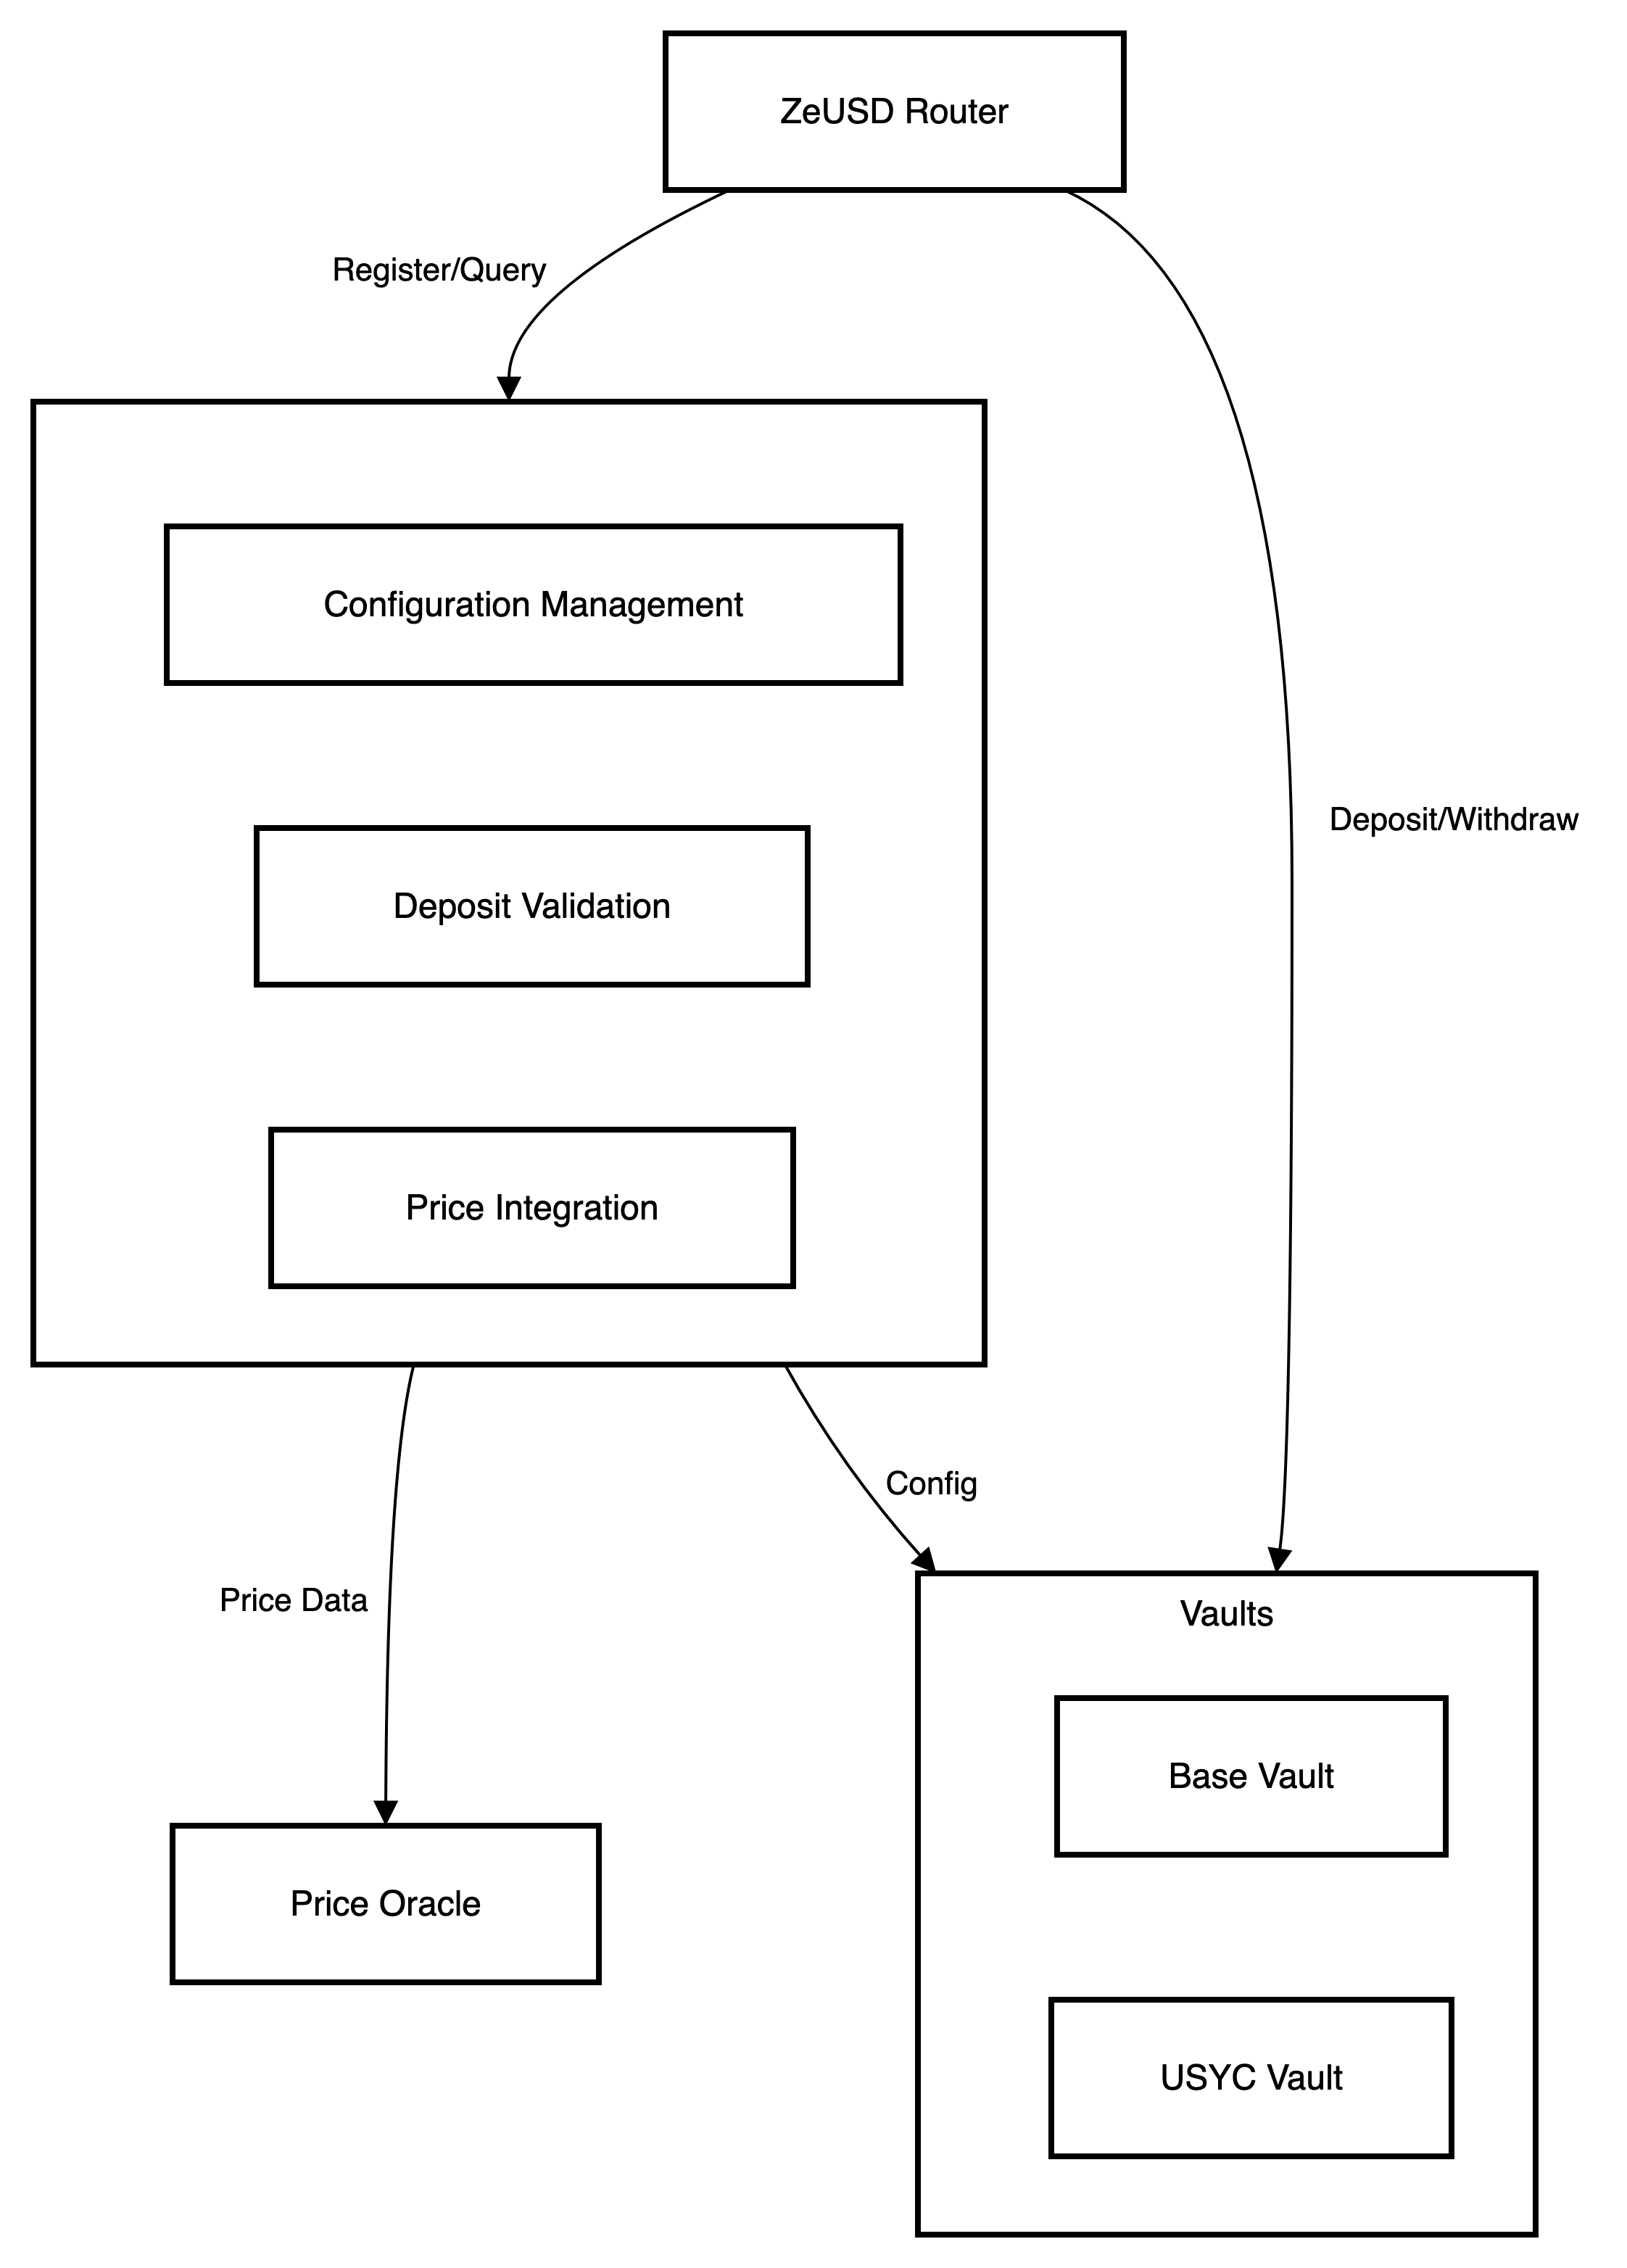 ZeUSD Router
Register/Query
Configuration Management
Deposit/Withdraw
Deposit Validation
Price Integration
Config
Price Data
Vaults
Base Vault
Price Oracle
USYC Vault